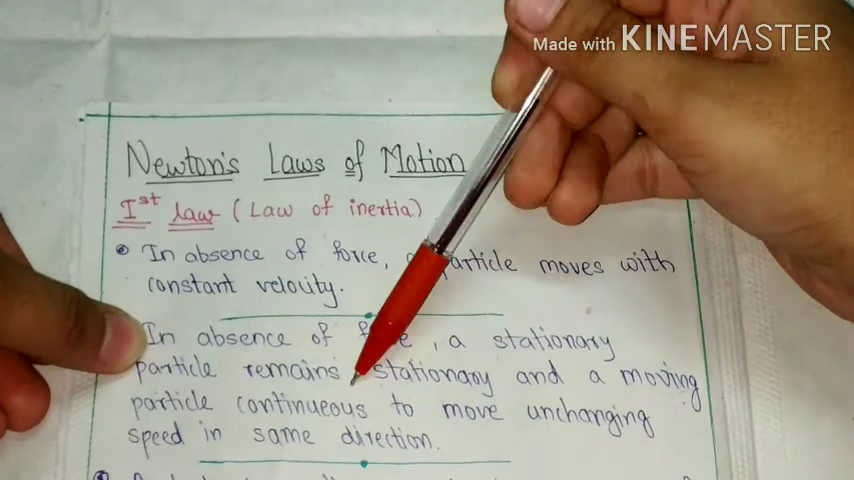 Made with KINEMASTER
Newton's Laws of Motion
Ist law (Law of inertia)
In absence of force, particle moves with
constant velocity.
In absence of , a stationary
particle remains stationary and a moving
particle continueous to move unchanging
speed in same direction.